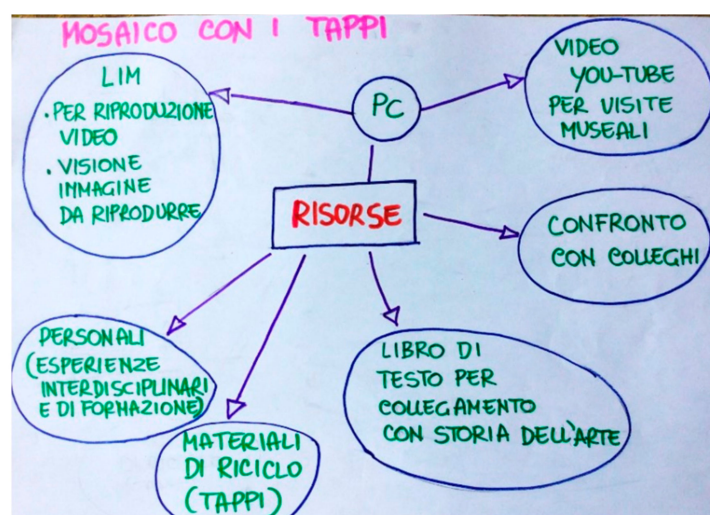 MOSAICO CON I TAPPI
LIM
• PER RIPRODUZIONE
VIDEO
• VISIONE
IMMAGINE
DA RIPRODURRE
PC
VIDEO
YOU-TUBE
PER VISITE
MUSEALI
RISORSE
CONFRONTO
CON COLLEGHI
PERSONALI
(ESPERIENZE
INTERDISCIPLINARI
E DI FORMAZIONE)
MATERIALI
DI RICICLO
(TAPPI)
LIBRO DI
TESTO PER
COLLEGAMENTO
CON STORIA DELL'ARTE